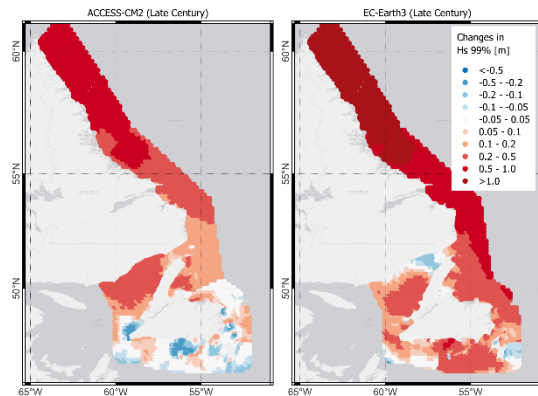 ACCESS-CM2 (Late Century)
EC-Earth3 (Late Century)
Changes in
Hs 99% [m]
<-0.5
-0.5 - -0.2
-0.2 - -0.1
-0.1 - -0.05
-0.05 - 0.05
0.05 - 0.1
0.1 - 0.2
0.2 - 0.5
0.5 - 1.0
>1.0
60°N
55°N
50°N
65°W
60°W
55°W
60°N
55°N
50°N
65°W
60°W
55°W